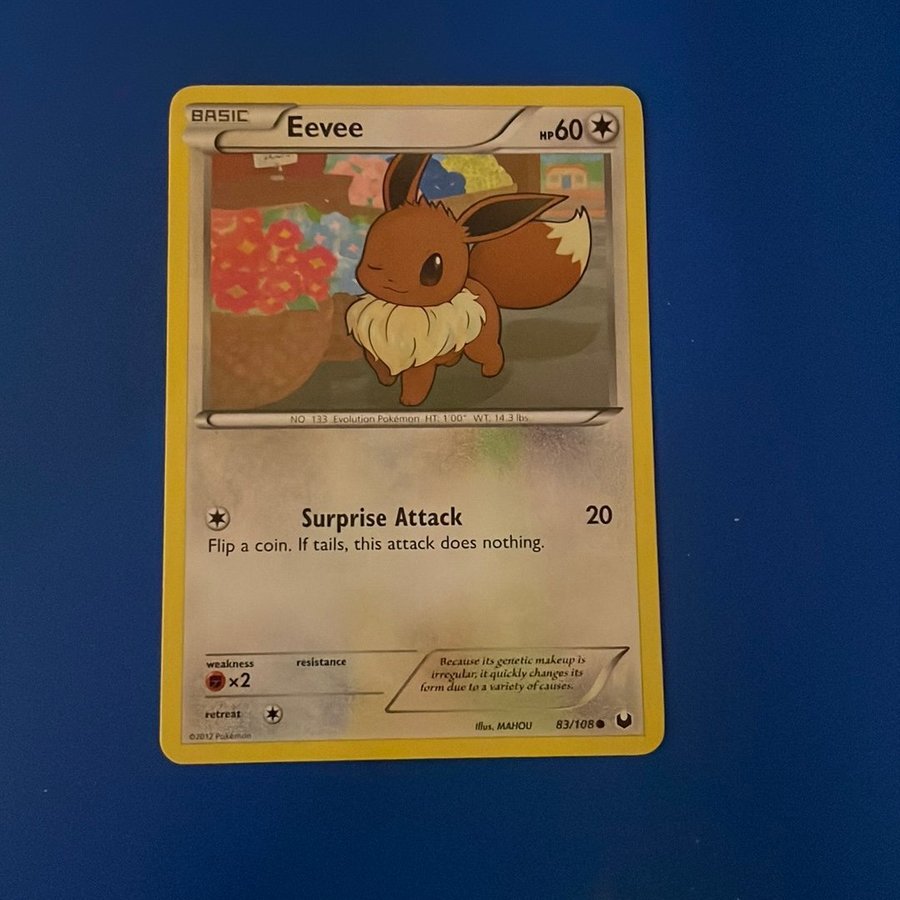 BASIC
Eevee
HP60
NO. 133 Evolution Pokémon HT: 1'00" WT: 14.3 lbs.
Surprise Attack 20
Flip a coin. If tails, this attack does nothing.
weakness resistance
×2
retreat
Because its genetic makeup is
irregular, it quickly changes its
form due to a variety of causes.
Illus. MAHOU 83/108
©2012 Pokémon